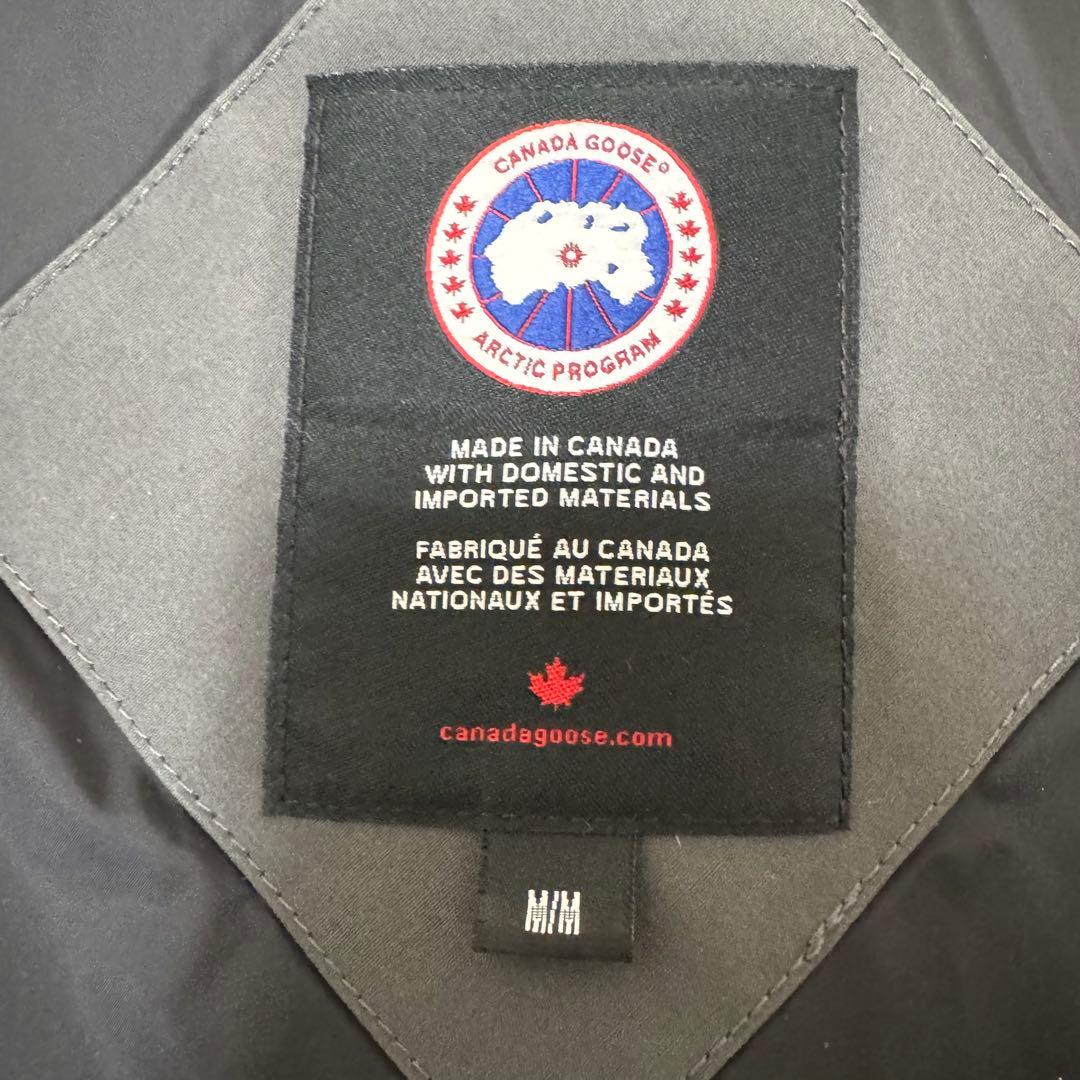 CANADA GOOSE®
ARCTIC PROGRAM
MADE IN CANADA
WITH DOMESTIC AND
IMPORTED MATERIALS
FABRIQUÉ AU CANADA
AVEC DES MATERIAUX
NATIONAUX ET IMPORTÉS
canadagoose.com
M/M